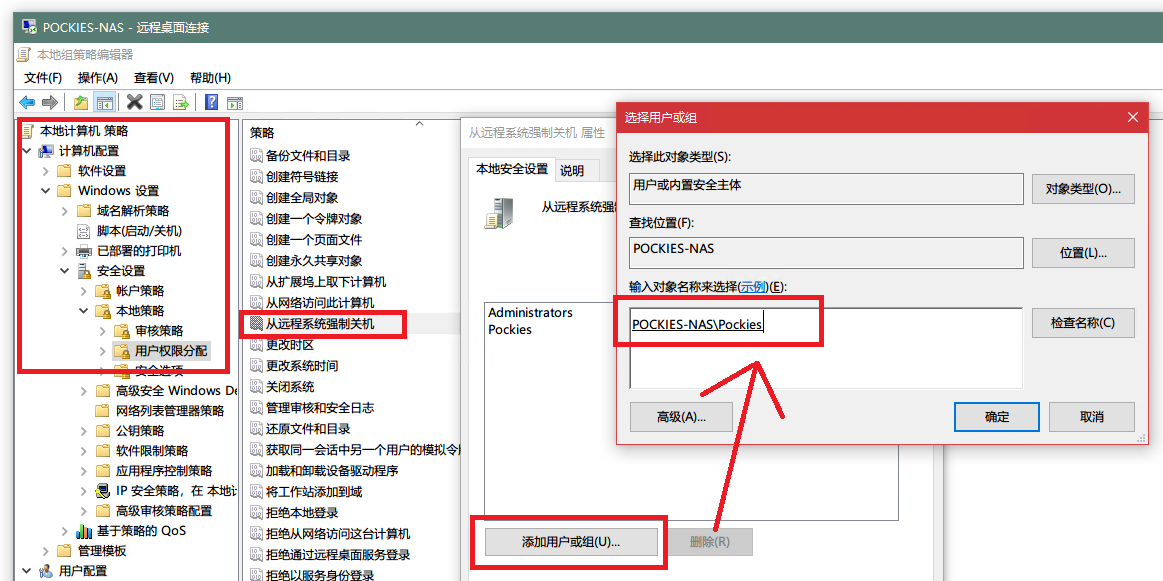 POCKIES-NAS - 远程桌面连接
本地组策略编辑器
文件(F) 操作(A) 查看(V) 帮助(H)
本地计算机 策略
计算机配置
软件设置
Windows 设置
域名解析策略
脚本(启动/关机)
已部署的打印机
安全设置
帐户策略
本地策略
审核策略
用户权限分配
安全选项
高级安全 Windows De
网络列表管理器策略
公钥策略
软件限制策略
应用程序控制策略
IP 安全策略，在 本地计
高级审核策略配置
基于策略的 QoS
管理模板
用户配置
策略
备份文件和目录
创建符号链接
创建全局对象
创建一个令牌对象
创建一个页面文件
创建永久共享对象
从扩展坞上取下计算机
从网络访问此计算机
从远程系统强制关机
更改时区
更改系统时间
关闭系统
管理审核和安全日志
还原文件和目录
获取同一会话中另一个用户的模拟令
加载和卸载设备驱动程序
将工作站添加到域
拒绝本地登录
拒绝从网络访问这台计算机
拒绝通过远程桌面服务登录
拒绝以服务身份登录
从远程系统强制关机 属性
本地安全设置 说明
从远程系统强
Administrators
Pockies
添加用户或组(U)... 删除(R)
选择用户或组
选择此对象类型(S):
用户或内置安全主体 对象类型(O)...
查找位置(F):
POCKIES-NAS 位置(L)...
输入对象名称来选择(示例)(E):
POCKIES-NAS\Pockies 检查名称(C)
高级(A)... 确定 取消